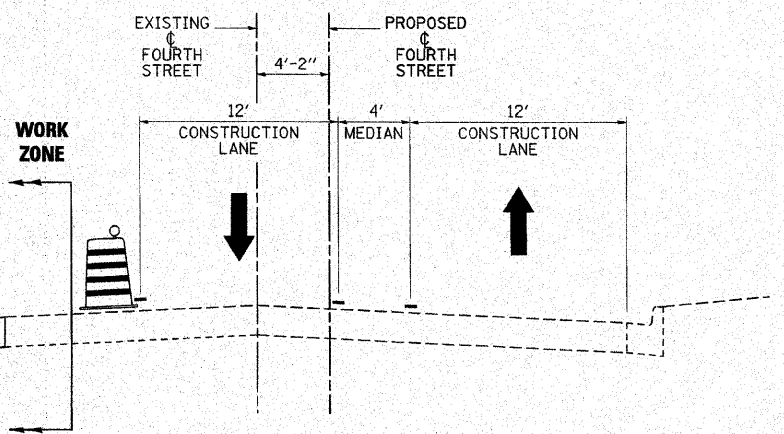 EXISTING
℄
FOURTH
STREET
PROPOSED
℄
FOURTH
STREET
4'-2"
12'
CONSTRUCTION
LANE
4'
MEDIAN
12'
CONSTRUCTION
LANE
WORK
ZONE